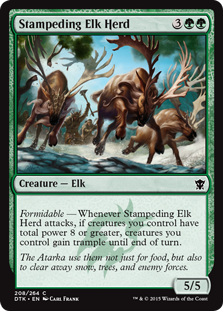 Stampeding Elk Herd 3
Creature — Elk
Formidable — Whenever Stampeding Elk
Herd attacks, if creatures you control have
total power 8 or greater, creatures you
control gain trample until end of turn.
The Atarka use them not just for food, but also
to clear away snow, trees, and enemy forces.
5/5
208/264 C
DTK • EN CARL FRANK
™ & © 2015 Wizards of the Coast